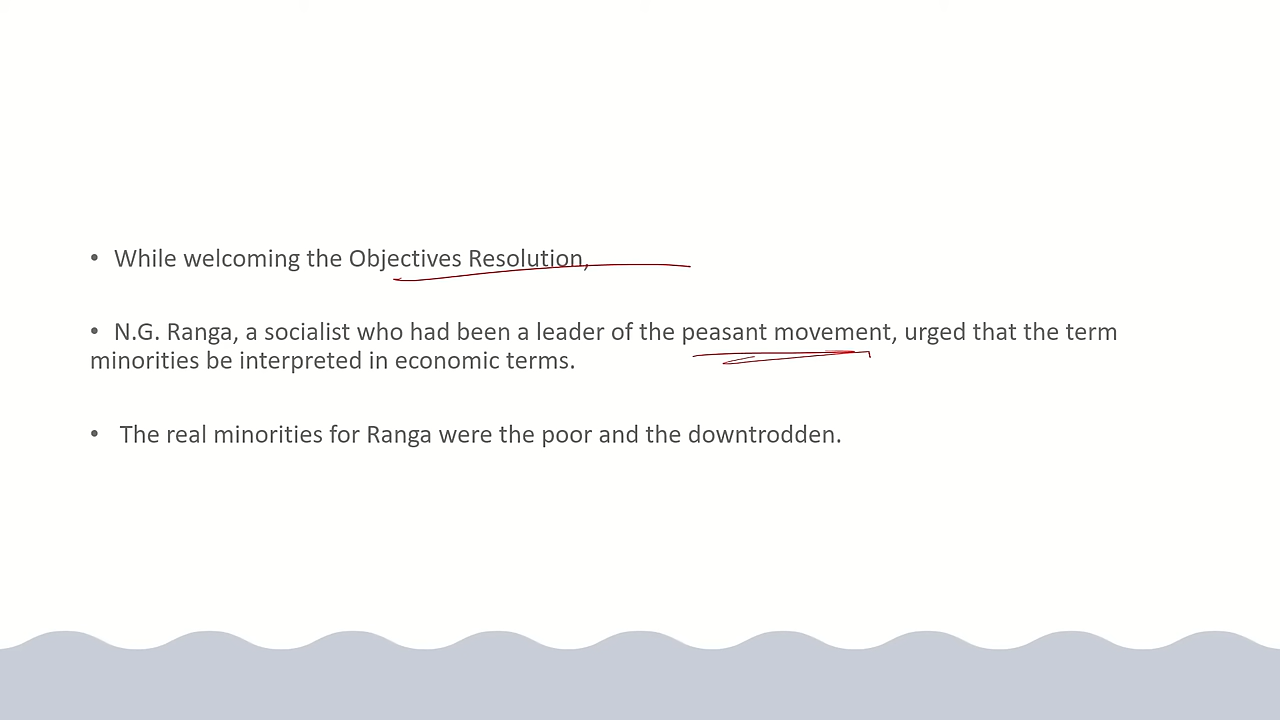 • While welcoming the Objectives Resolution,
• N.G. Ranga, a socialist who had been a leader of the peasant movement, urged that the term
minorities be interpreted in economic terms.
• The real minorities for Ranga were the poor and the downtrodden.